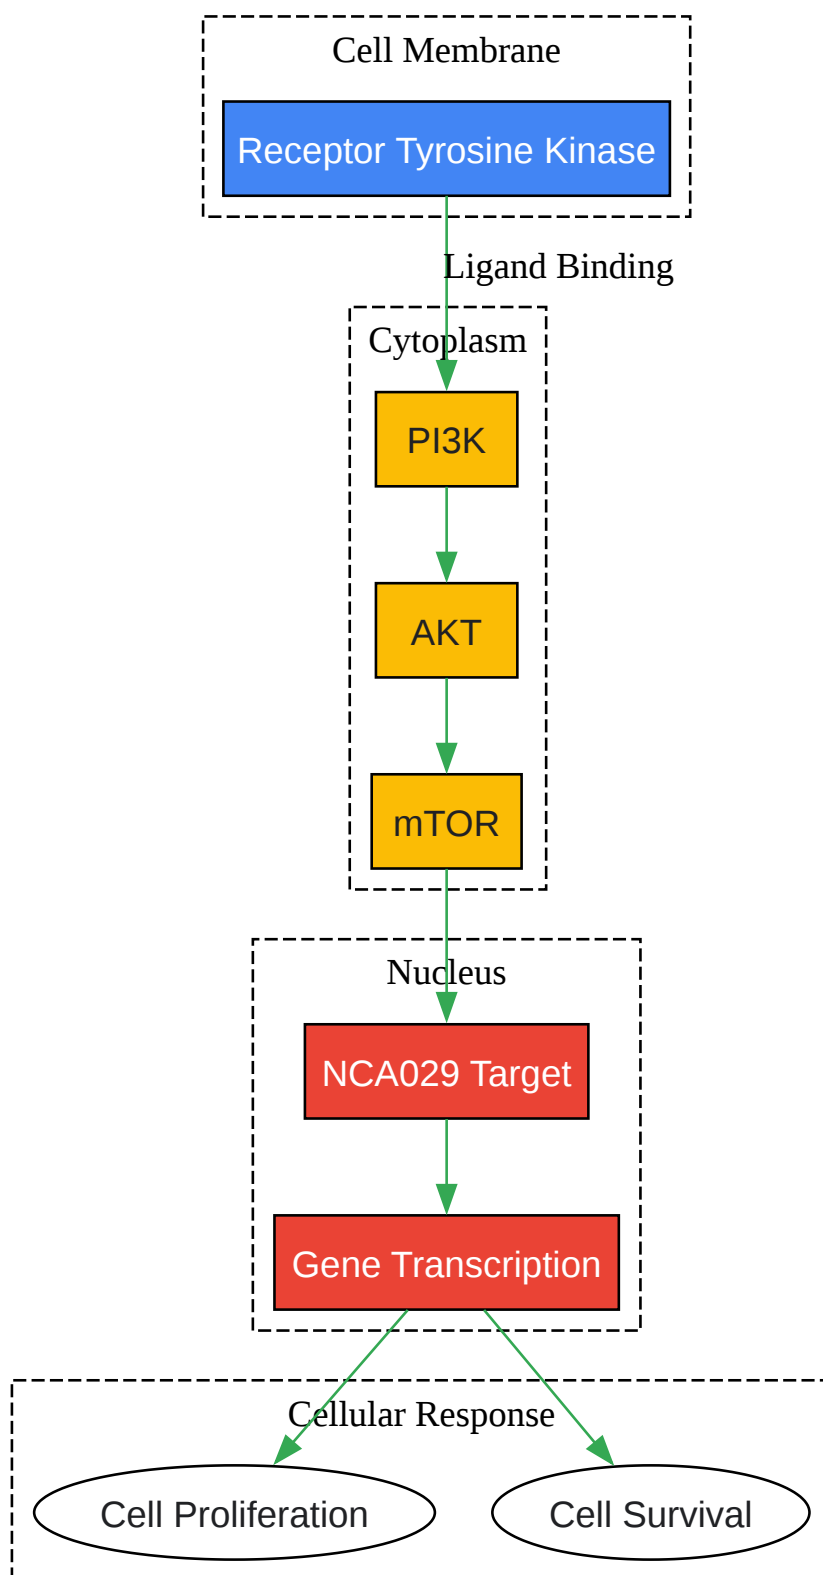 Cell Membrane
Receptor Tyrosine Kinase
Ligand Binding
Cytoplasm
PI3K
AKT
mTOR
Nucleus
NCA029 Target
Gene Transcription
Cellular Response
Cell Proliferation
Cell Survival